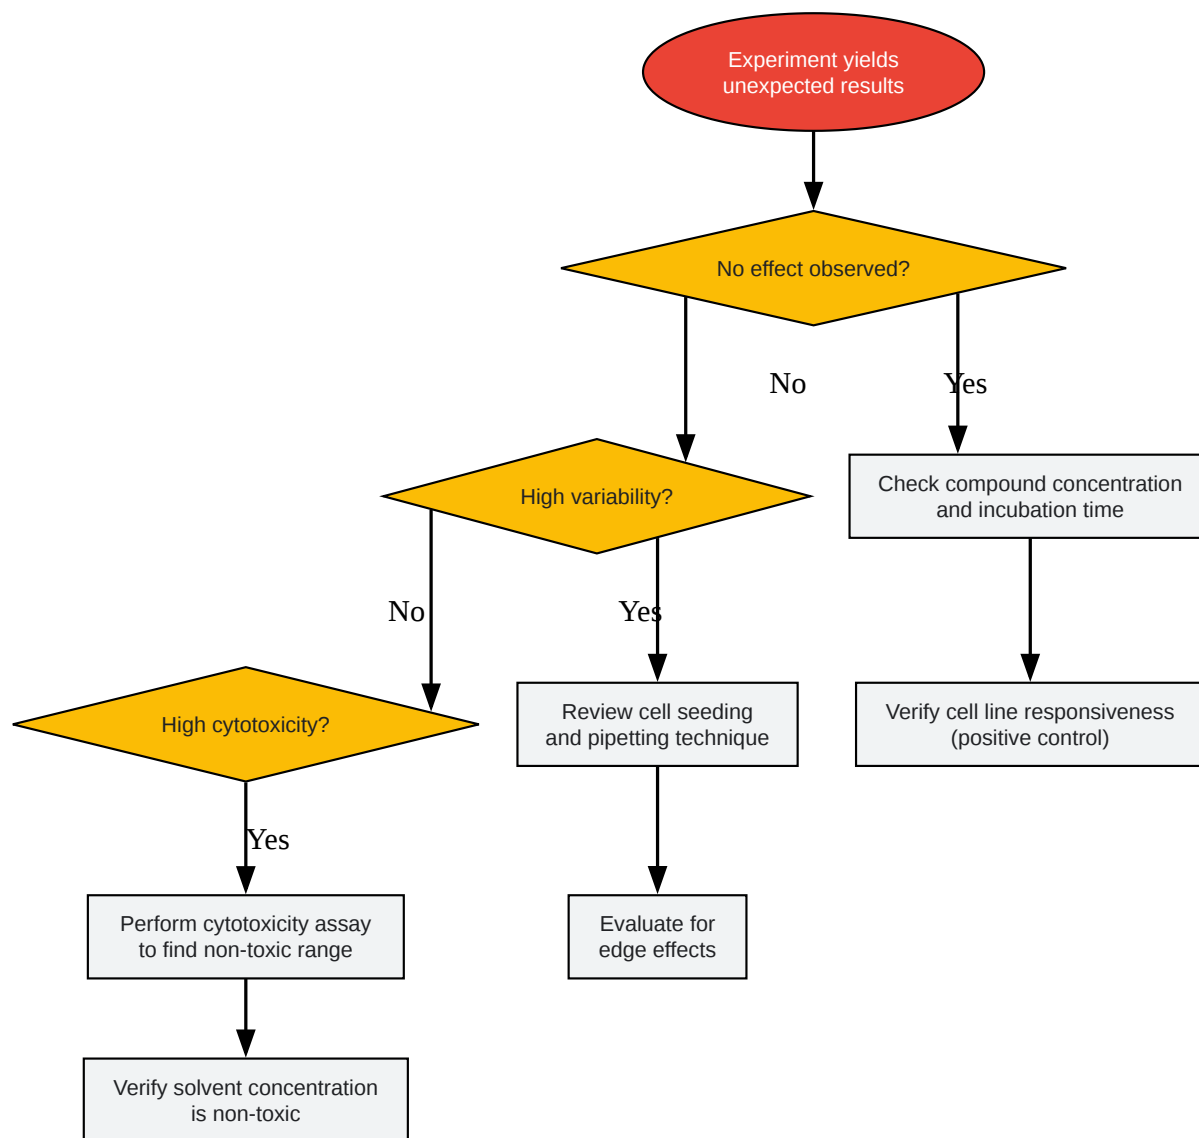 Experiment yields
unexpected results
No effect observed?
No
Yes
High variability?
Check compound concentration
and incubation time
No
Yes
High cytotoxicity?
Review cell seeding
and pipetting technique
Verify cell line responsiveness
(positive control)
Yes
Perform cytotoxicity assay
to find non-toxic range
Evaluate for
edge effects
Verify solvent concentration
is non-toxic